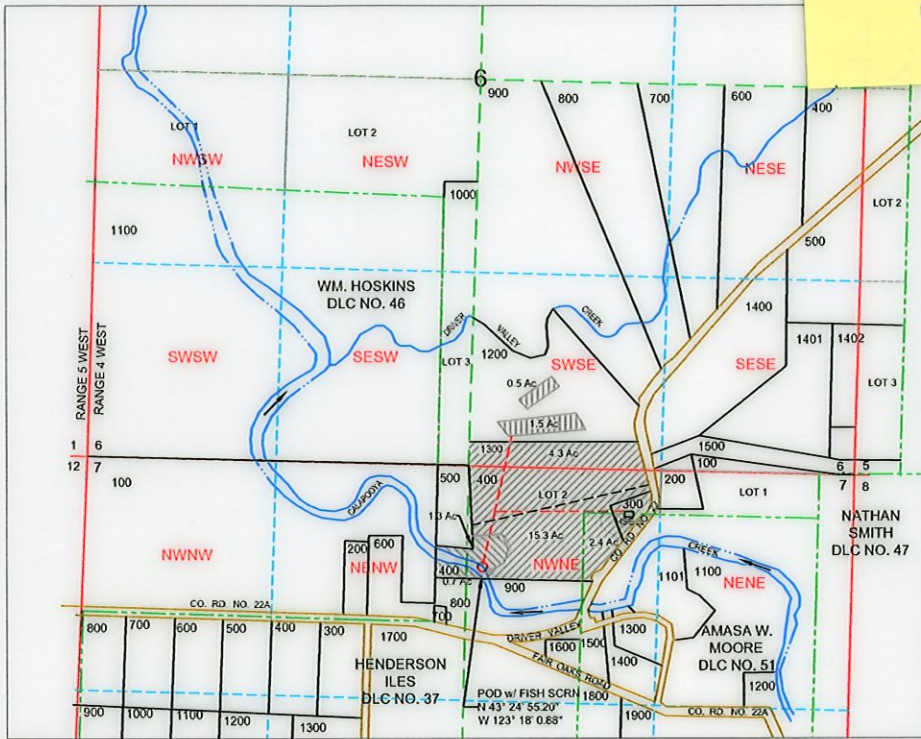 6
900
800
700
600
400
LOT 1
LOT 2
NWSW
NESW
NWSE
NESE
1000
LOT 2
1100
500
WM. HOSKINS
DLC NO. 46
1400
DRIVER
VALLEY
CREEK
RANGE 5 WEST
RANGE 4 WEST
SWSW
SESW
LOT 3
1200
SWSE
SESE
1401
1402
LOT 3
0.5 Ac
1.5 Ac
1 6
12 7
1300
4.3 Ac
1500
6 5
7 8
100
500
400
200
100
LOT 2
LOT 1
CALAPOOYA
300
NATHAN
SMITH
DLC NO. 47
1.3 Ac
15.3 Ac
2.4 Ac
CO. RD NO. 22
CREEK
NWNW
200
600
NENW
400
0.7 Ac
NWNE
900
1101
1100
NENE
CO. RD. NO. 22A
800
700
DRIVER VALLEY
1300
AMASA W.
MOORE
DLC NO. 51
800
700
600
500
400
300
1700
HENDERSON
ILES
DLC NO. 37
1600
1500
1400
FAIR OAKS ROAD
1200
POD w/ FISH SCRN
N 43° 24' 55.20"
W 123° 18' 0.88"
1800
1900
CO. RD. NO. 22A
900
1000
1100
1200
1300